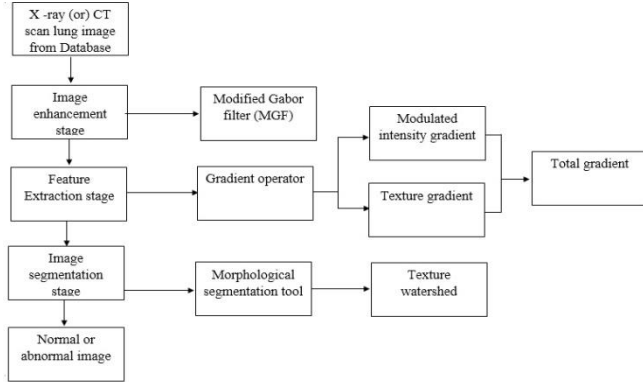 X -ray (or) CT
scan lung image
from Database
Image
enhancement
stage
Modified Gabor
filter (MGF)
Modulated
intensity gradient
Total gradient
Feature
Extraction stage
Gradient operator
Texture gradient
Image
segmentation
stage
Morphological
segmentation tool
Texture
watershed
Normal or
abnormal image